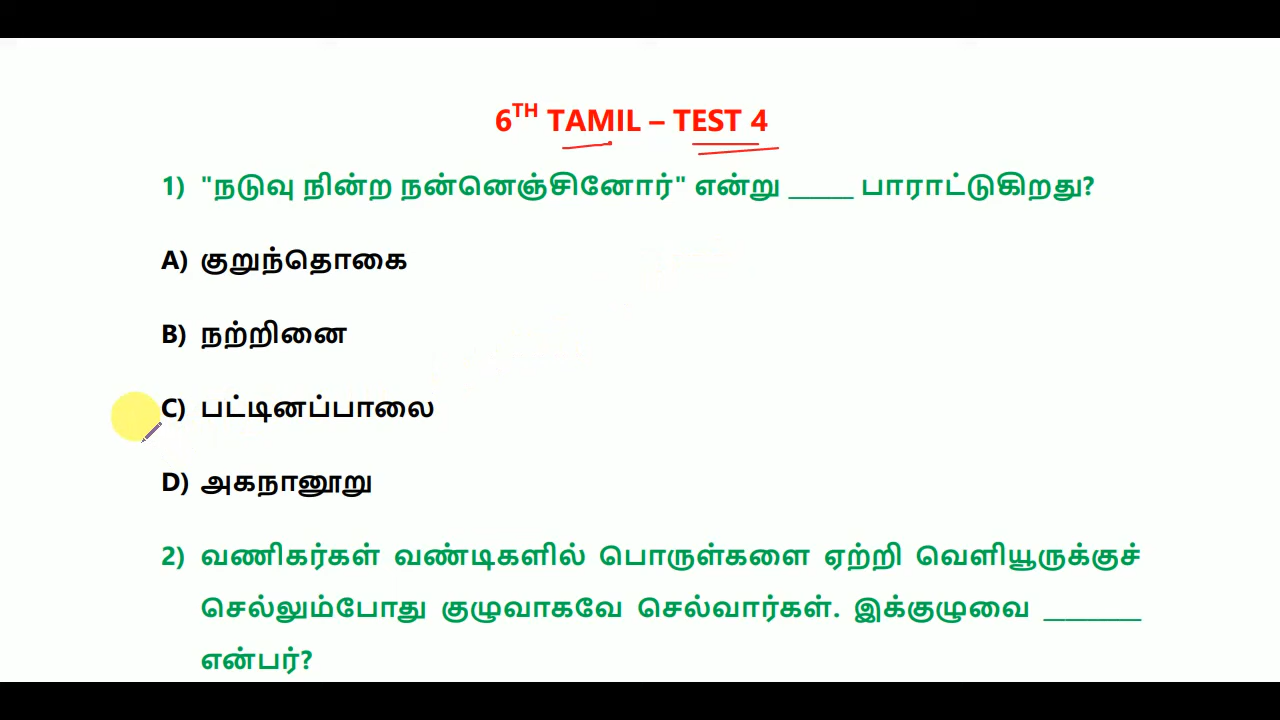 6TH TAMIL – TEST 4
1) "நடுவு நின்ற நன்னெஞ்சினோர்" என்று _____ பாராட்டுகிறது?
A) குறுந்தொகை
B) நற்றினை
C) பட்டினப்பாலை
D) அகநானூறு
2) வணிகர்கள் வண்டிகளில் பொருள்களை ஏற்றி வெளியூருக்குச்
செல்லும்போது குழுவாகவே செல்வார்கள். இக்குழுவை ________
என்பர்?